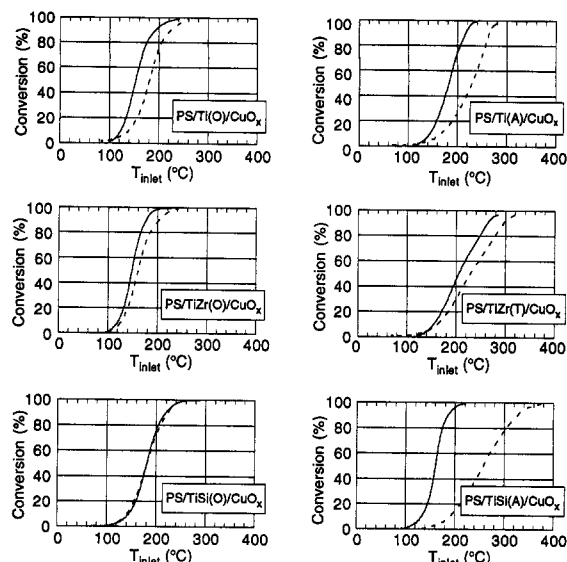 Conversion (%)
100
80
60
40
20
0
PS/Ti(O)/CuOx
0 100 200 300 400
Tinlet (°C)
Conversion (%)
100
80
60
40
20
0
PS/Ti(A)/CuOx
0 100 200 300 400
Tinlet (°C)
Conversion (%)
100
80
60
40
20
0
PS/TiZr(O)/CuOx
0 100 200 300 400
Tinlet (°C)
Conversion (%)
100
80
60
40
20
0
PS/TiZr(T)/CuOx
0 100 200 300 400
Tinlet (°C)
Conversion (%)
100
80
60
40
20
0
PS/TiSi(O)/CuOx
0 100 200 300 400
Tinlet (°C)
Conversion (%)
100
80
60
40
20
0
PS/TiSi(A)/CuOx
0 100 200 300 400
Tinlet (°C)